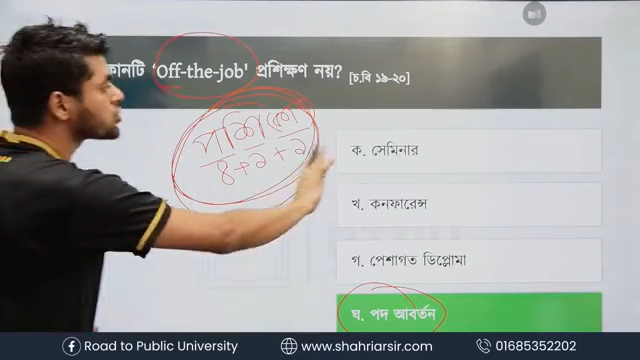 কোনটি 'Off-the-job' প্রশিক্ষণ নয়? [চ.বি ১৯-২০]
৪+২+২
ক. সেমিনার
খ. কনফারেন্স
গ. পেশাগত ডিপ্লোমা
ঘ. পদ আবর্তন
Road to Public University
www.shahriarsir.com
01685352202